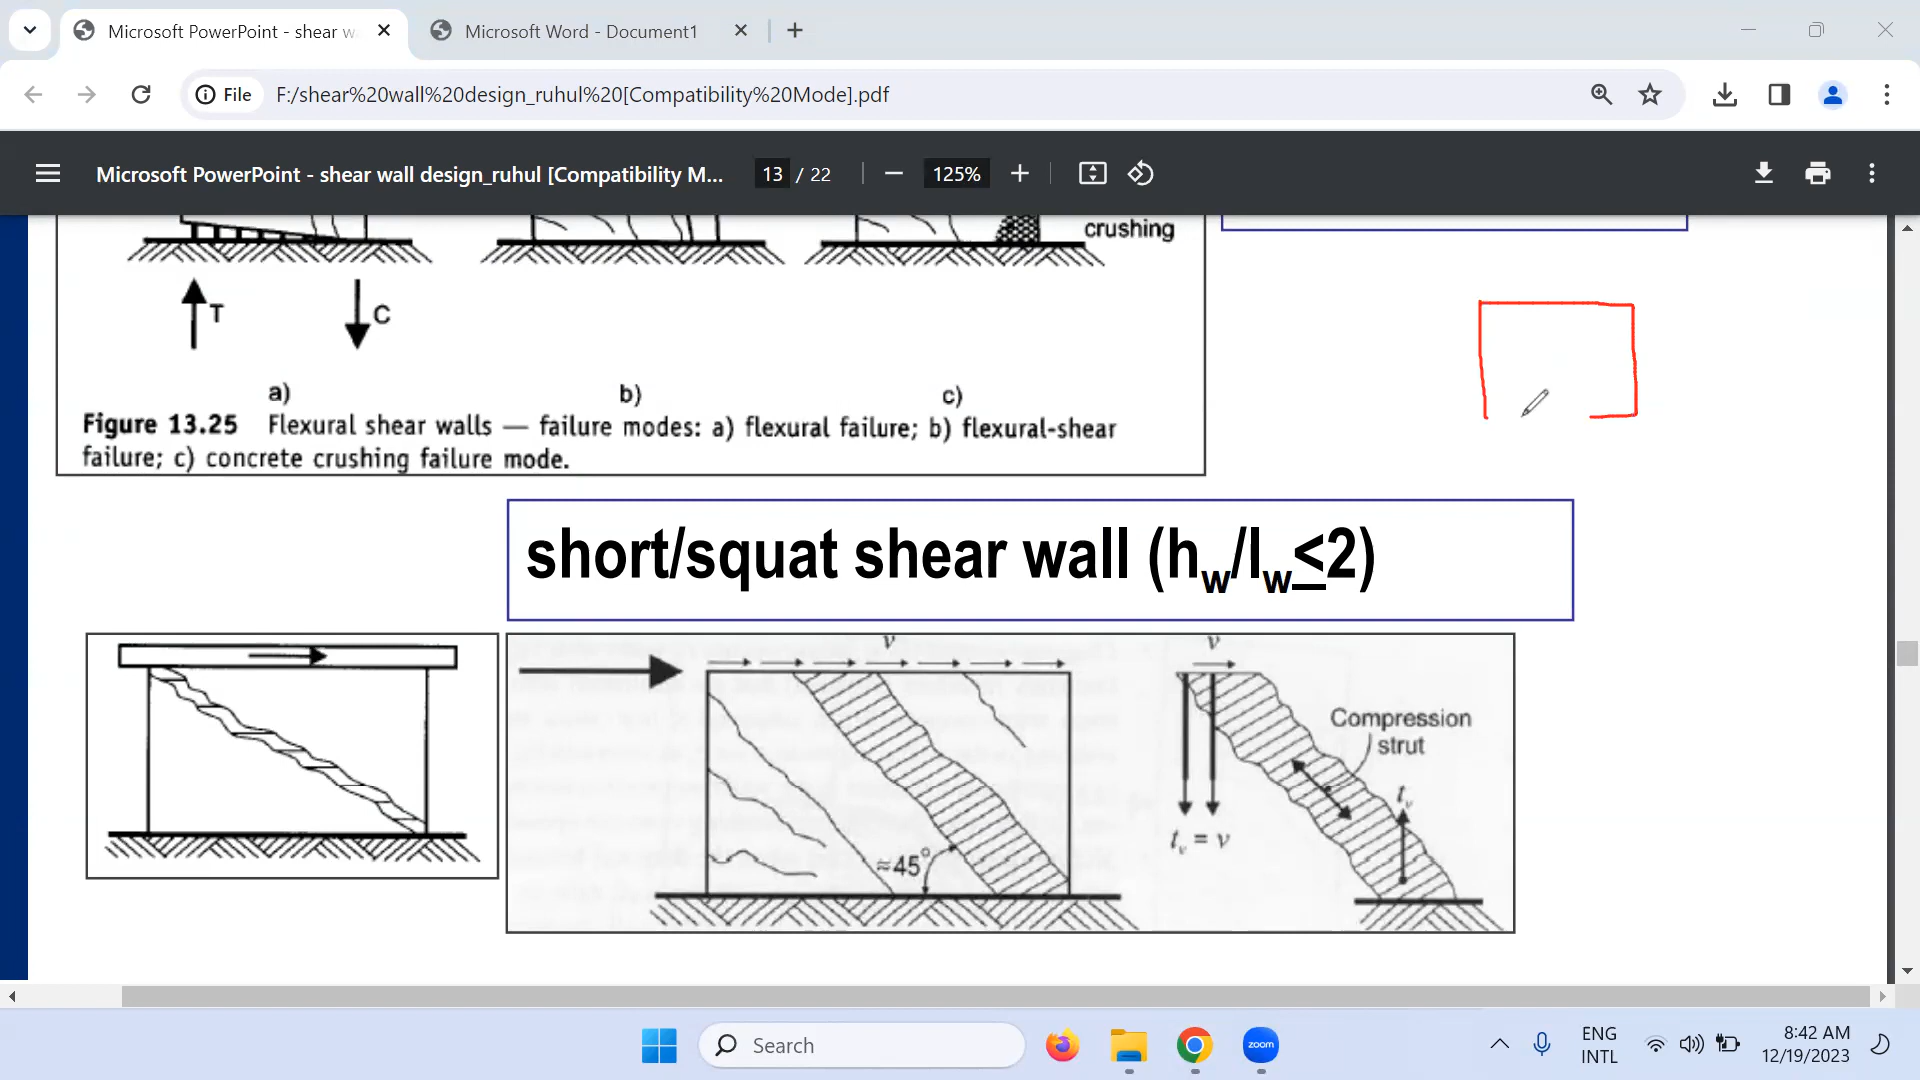 Microsoft PowerPoint - shear w
Microsoft Word - Document1
File
F:/shear%20wall%20design_ruhul%20[Compatibility%20Mode].pdf
Microsoft PowerPoint - shear wall design_ruhul [Compatibility M...
13 / 22
125%
crushing
T
C
a)
b)
c)
Figure 13.25 Flexural shear walls — failure modes: a) flexural failure; b) flexural-shear
failure; c) concrete crushing failure mode.
short/squat shear wall (hw/lw≤2)
v
v
Compression
strut
tv
tv = v
≈45°
Search
zoom
ENG
INTL
8:42 AM
12/19/2023